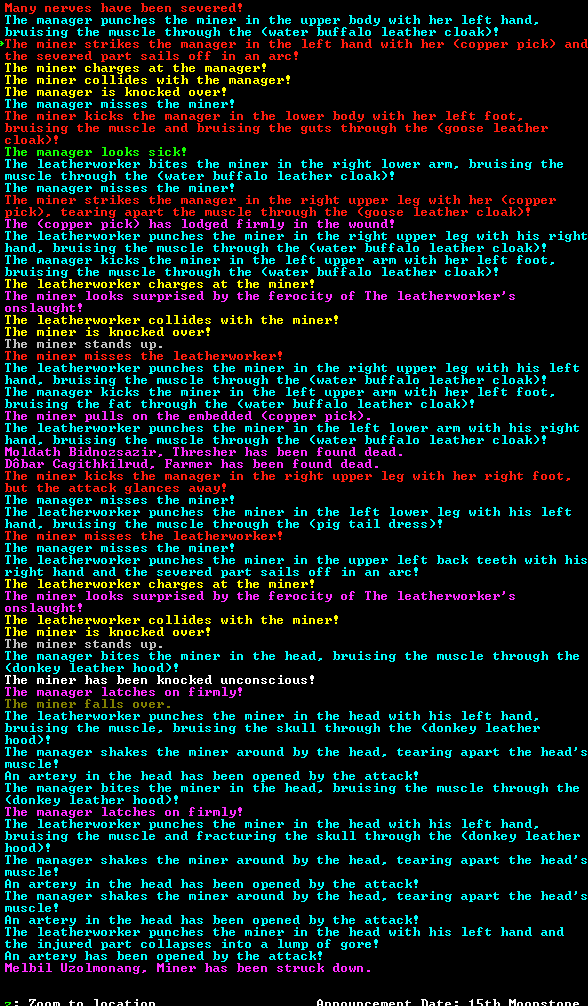 Many nerves have been severed!
The manager punches the miner in the upper body with her left hand,
bruising the muscle through the (water buffalo leather cloak)!
The miner strikes the manager in the left hand with her (copper pick) and
the severed part sails off in an arc!
The miner charges at the manager!
The miner collides with the manager!
The manager is knocked over!
The manager misses the miner!
The miner kicks the manager in the lower body with her left foot,
bruising the muscle and bruising the guts through the (goose leather
cloak)!
The manager looks sick!
The leatherworker bites the miner in the right lower arm, bruising the
muscle through the (water buffalo leather cloak)!
The manager misses the miner!
The miner strikes the manager in the right upper leg with her (copper
pick), tearing apart the muscle through the (goose leather cloak)!
The (copper pick) has lodged firmly in the wound!
The leatherworker punches the miner in the right upper leg with his right
hand, bruising the muscle through the (water buffalo leather cloak)!
The manager kicks the miner in the left upper arm with her left foot,
bruising the muscle through the (water buffalo leather cloak)!
The leatherworker charges at the miner!
The miner looks surprised by the ferocity of The leatherworker's
onslaught!
The leatherworker collides with the miner!
The miner is knocked over!
The miner stands up.
The miner misses the leatherworker!
The leatherworker punches the miner in the right upper leg with his left
hand, bruising the muscle through the (water buffalo leather cloak)!
The manager kicks the miner in the left upper arm with her left foot,
bruising the fat through the (water buffalo leather cloak)!
The miner pulls on the embedded (copper pick).
The leatherworker punches the miner in the left lower arm with his right
hand, bruising the muscle through the (water buffalo leather cloak)!
Moldath Bidnozsazir, Thresher has been found dead.
Dôbar Cagithkilrud, Farmer has been found dead.
The miner kicks the manager in the right upper leg with her right foot,
but the attack glances away!
The manager misses the miner!
The leatherworker punches the miner in the left lower leg with his left
hand, bruising the muscle through the (pig tail dress)!
The miner misses the leatherworker!
The manager misses the miner!
The leatherworker punches the miner in the upper left back teeth with his
right hand and the severed part sails off in an arc!
The leatherworker charges at the miner!
The miner looks surprised by the ferocity of The leatherworker's
onslaught!
The leatherworker collides with the miner!
The miner is knocked over!
The miner stands up.
The manager bites the miner in the head, bruising the muscle through the
(donkey leather hood)!
The miner has been knocked unconscious!
The manager latches on firmly!
The miner falls over.
The leatherworker punches the miner in the head with his left hand,
bruising the muscle, bruising the skull through the (donkey leather
hood)!
The manager shakes the miner around by the head, tearing apart the head's
muscle!
An artery in the head has been opened by the attack!
The manager bites the miner in the head, bruising the muscle through the
(donkey leather hood)!
The manager latches on firmly!
The leatherworker punches the miner in the head with his left hand,
bruising the muscle and fracturing the skull through the (donkey leather
hood)!
The manager shakes the miner around by the head, tearing apart the head's
muscle!
An artery in the head has been opened by the attack!
The manager shakes the miner around by the head, tearing apart the head's
muscle!
An artery in the head has been opened by the attack!
The leatherworker punches the miner in the head with his left hand and
the injured part collapses into a lump of gore!
An artery has been opened by the attack!
Melbil Uzolmonang, Miner has been struck down.
z: Zoom to location Announcement Date: 15th Moonstone